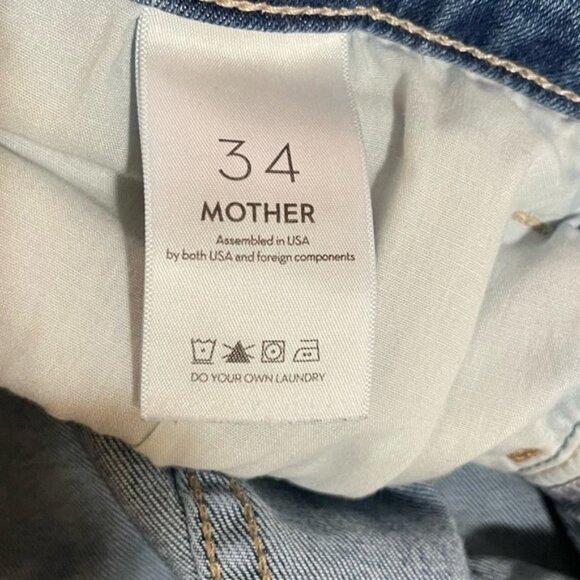 34
MOTHER
Assembled in USA
by both USA and foreign components
DO YOUR OWN LAUNDRY